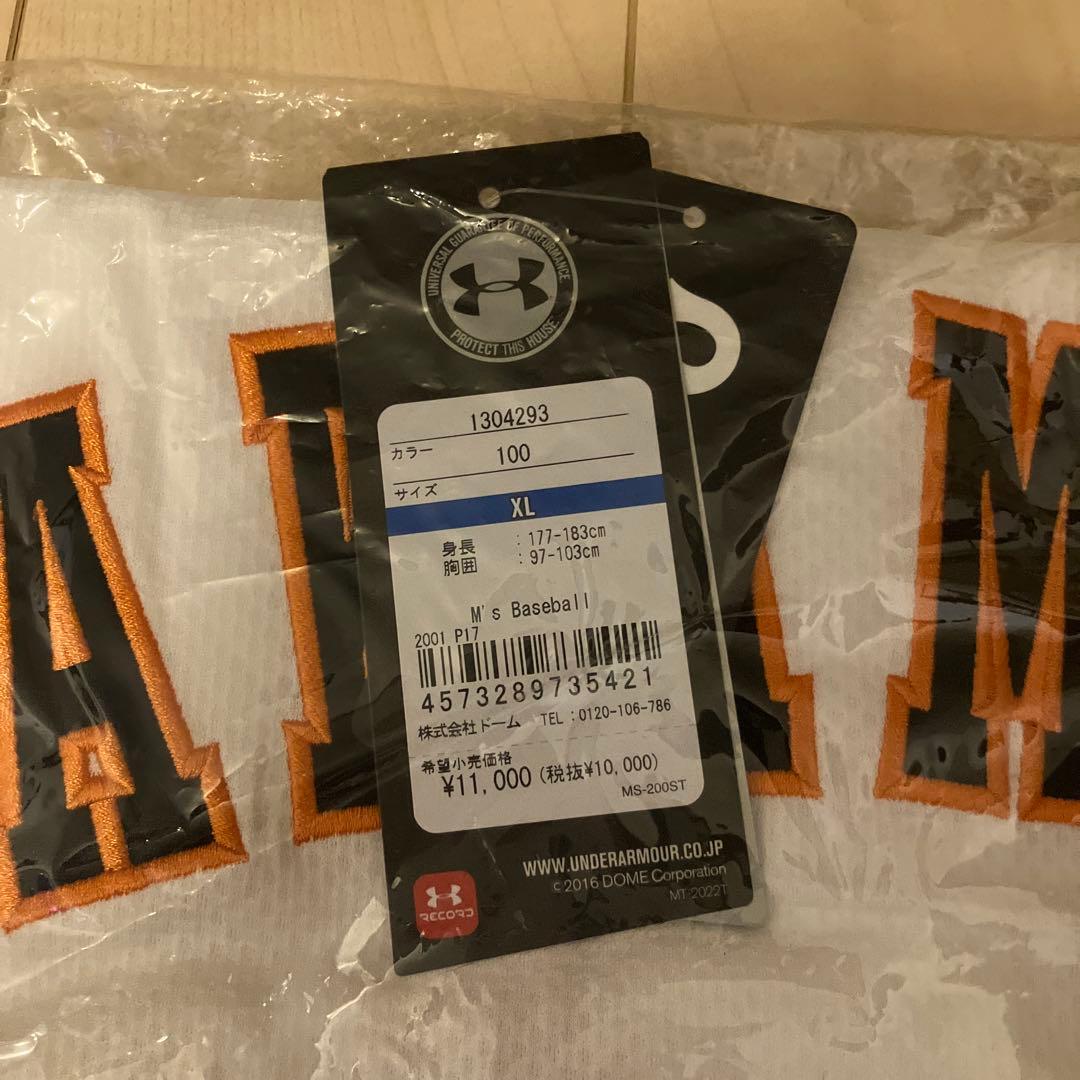 UNIVERSAL GUARANTEE OF PERFORMANCE
PROTECT THIS HOUSE
1304293
カラー 100
サイズ
XL
身長 : 177-183cm
胸囲 : 97-103cm
M's Baseball
2001 P17
4573289735421
株式会社ドーム TEL:0120-106-786
希望小売価格
¥11,000 (税抜¥10,000)
MS-200ST
WWW.UNDERARMOUR.CO.JP
c 2016 DOME Corporation
MT-2022T
RECORD
A
M